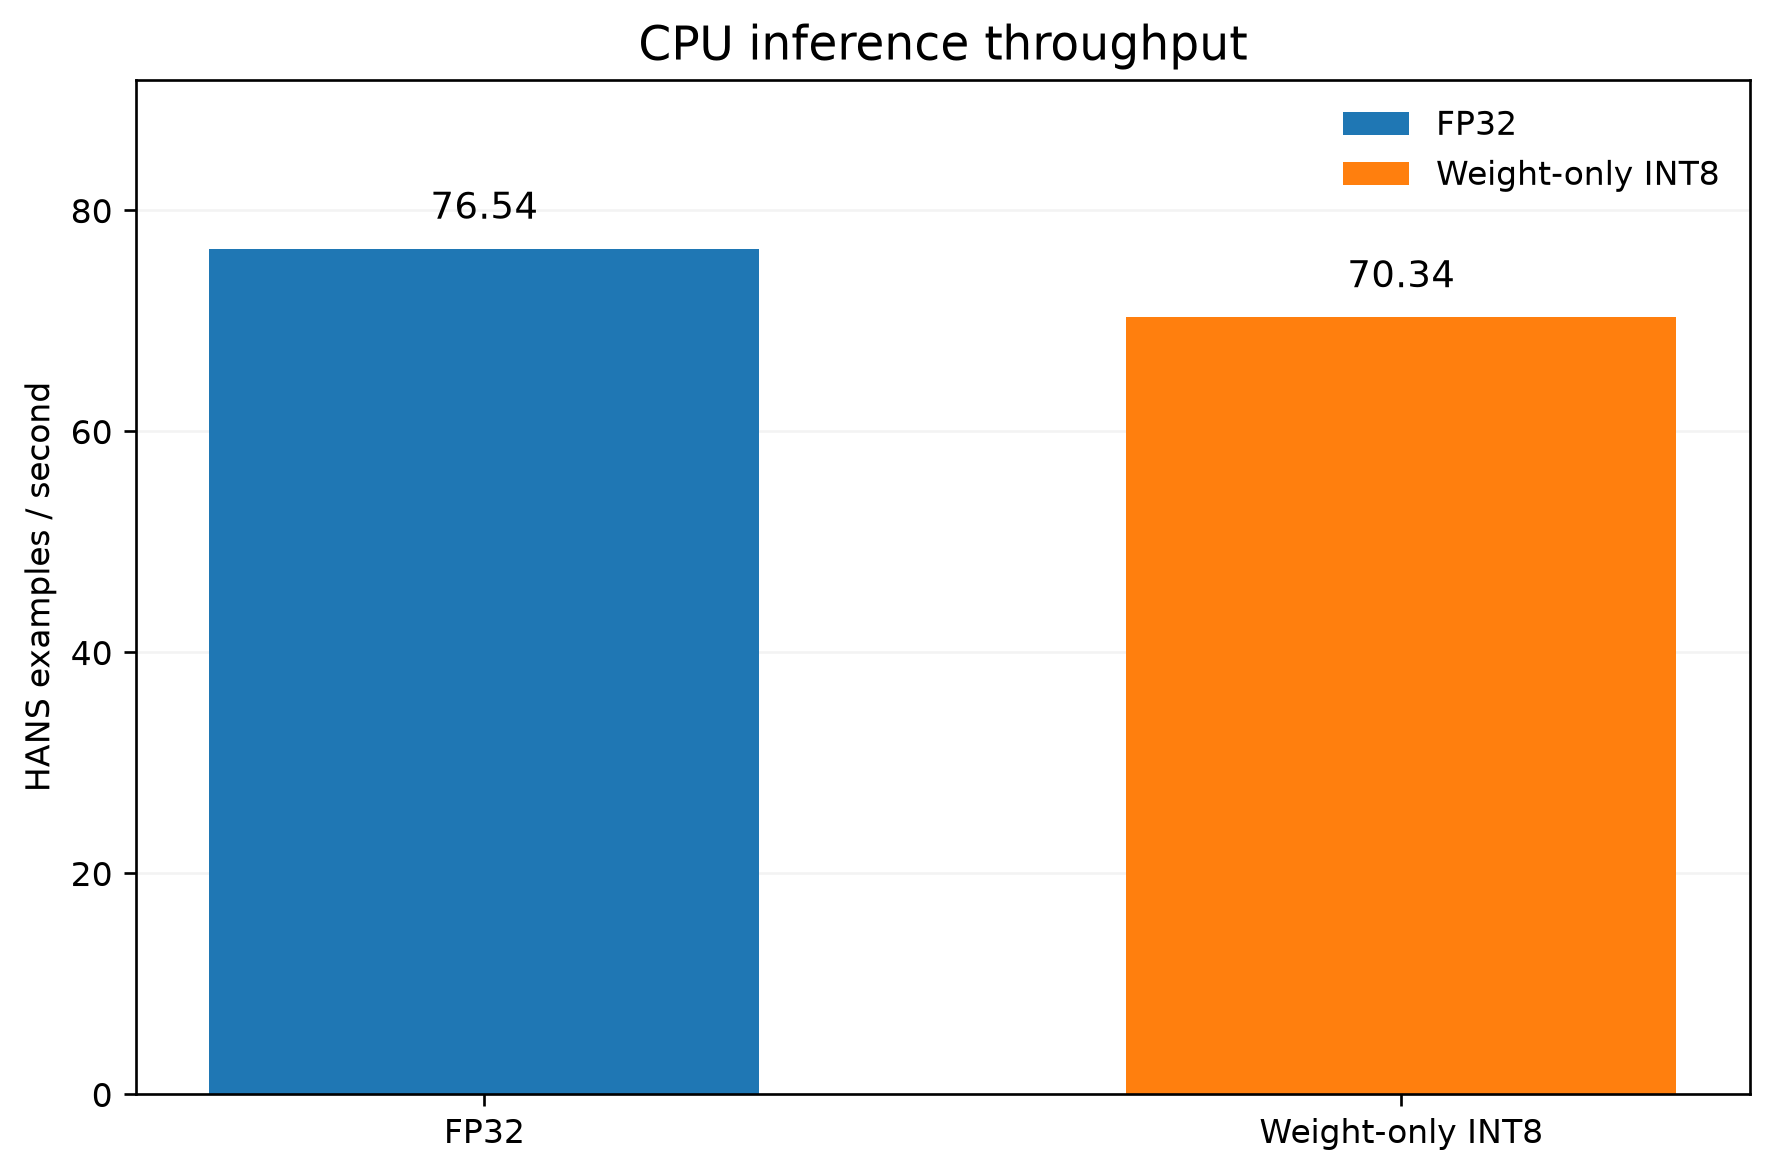 CPU inference throughput
FP32
Weight-only INT8
76.54
70.34
HANS examples / second
80
60
40
20
0
FP32
Weight-only INT8